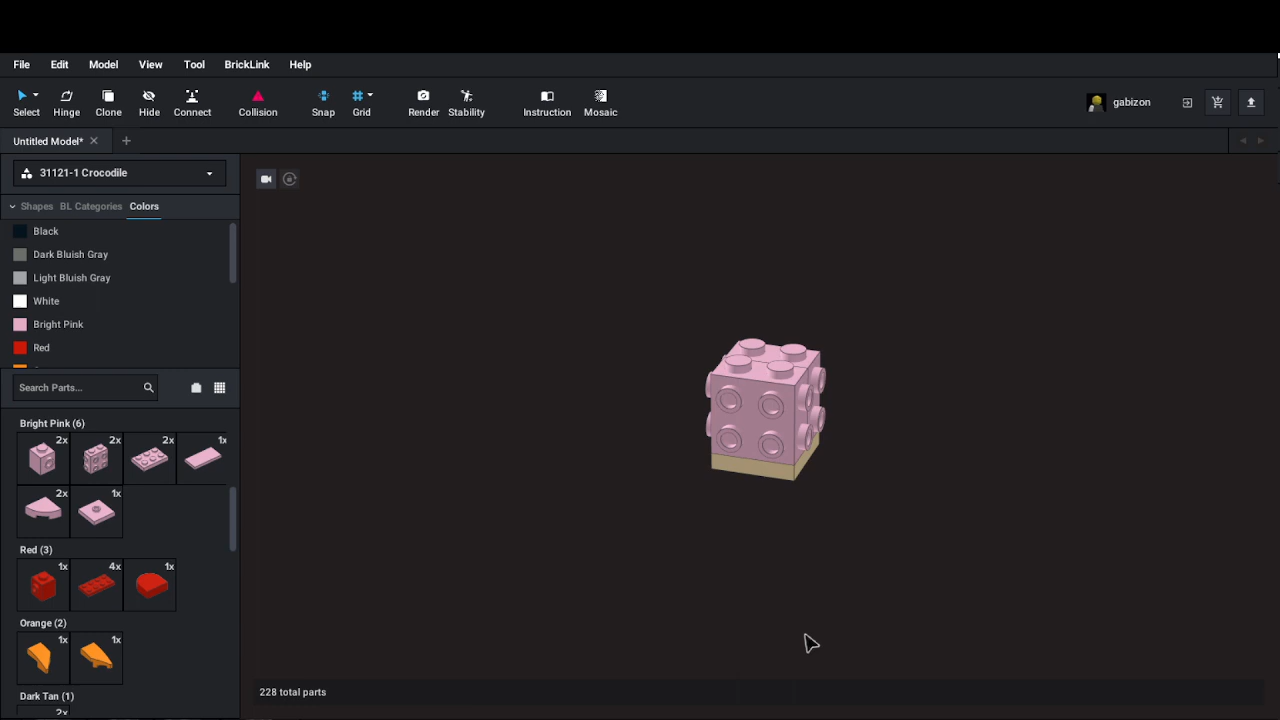 File Edit Model View Tool BrickLink Help
Select Hinge Clone Hide Connect Collision Snap Grid Render Stability Instruction Mosaic gabizon
Untitled Model*
31121-1 Crocodile
Shapes BL Categories Colors
Black
Dark Bluish Gray
Light Bluish Gray
White
Bright Pink
Red
Search Parts...
Bright Pink (6)
2x 2x 2x 1x
2x 1x
Red (3)
1x 4x 1x
Orange (2)
1x 1x
Dark Tan (1)
2x
228 total parts